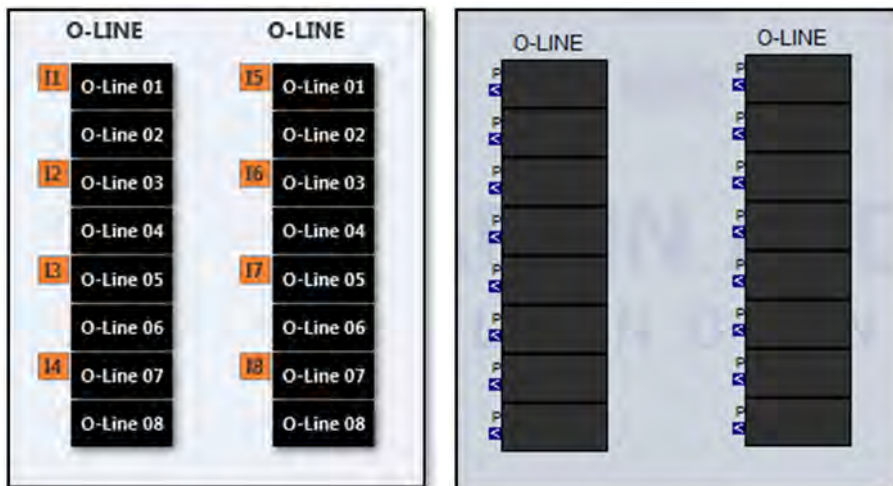 O-LINE O-LINE
I1 O-Line 01 I5 O-Line 01
O-Line 02 O-Line 02
I2 O-Line 03 I6 O-Line 03
O-Line 04 O-Line 04
I3 O-Line 05 I7 O-Line 05
O-Line 06 O-Line 06
I4 O-Line 07 I8 O-Line 07
O-Line 08 O-Line 08
O-LINE O-LINE
P P
P P
P P
P P
P P
P P
P P
P P